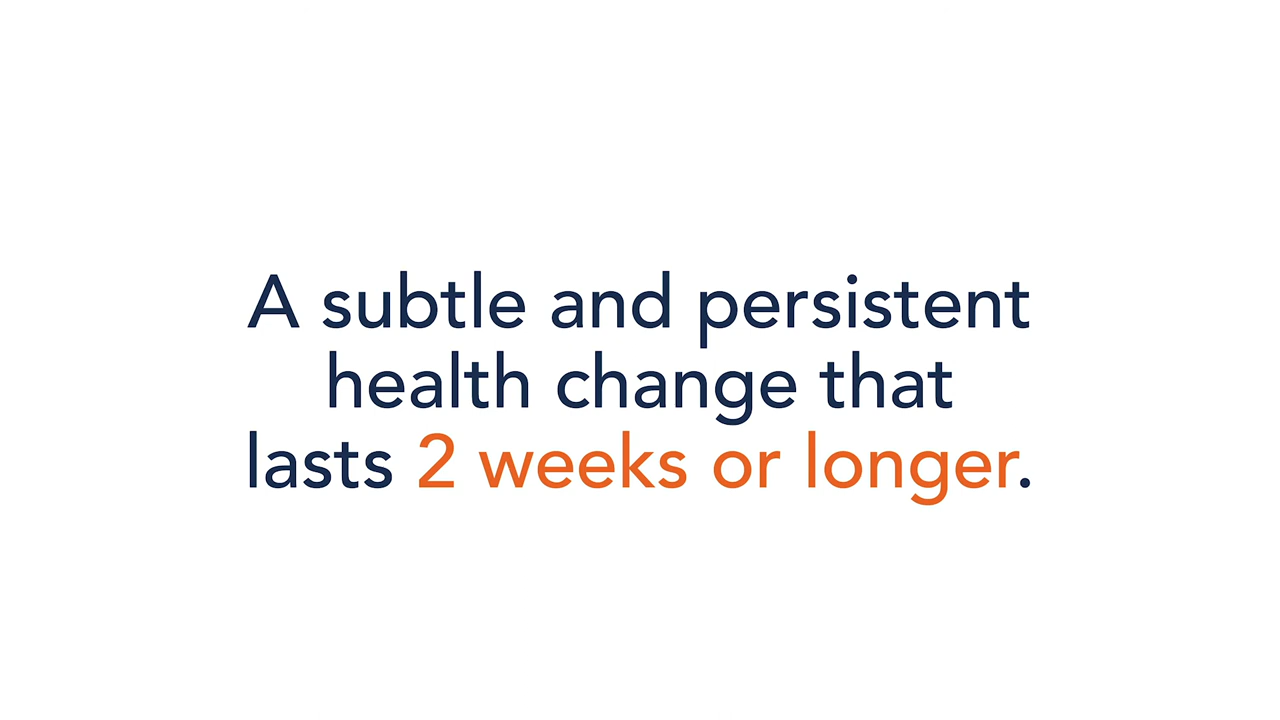 A subtle and persistent
health change that
lasts 2 weeks or longer.